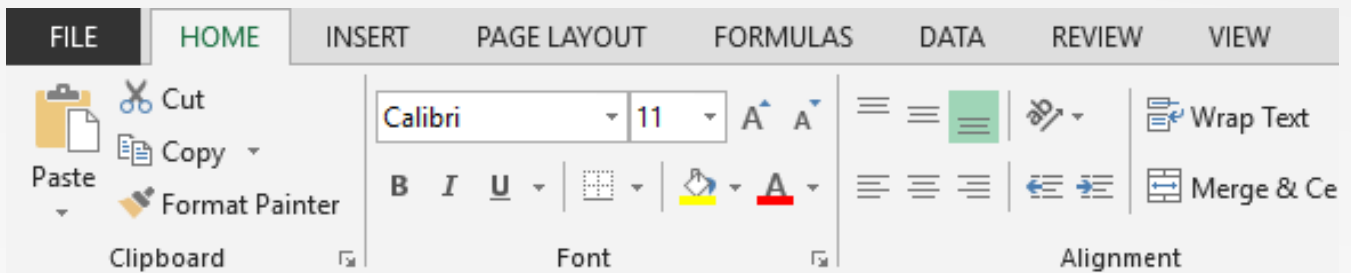 FILE HOME INSERT PAGE LAYOUT FORMULAS DATA REVIEW VIEW
Cut
Copy
Paste
Format Painter
Clipboard
Calibri 11 A A
B I U A
Font
Wrap Text
Merge & Ce
Alignment